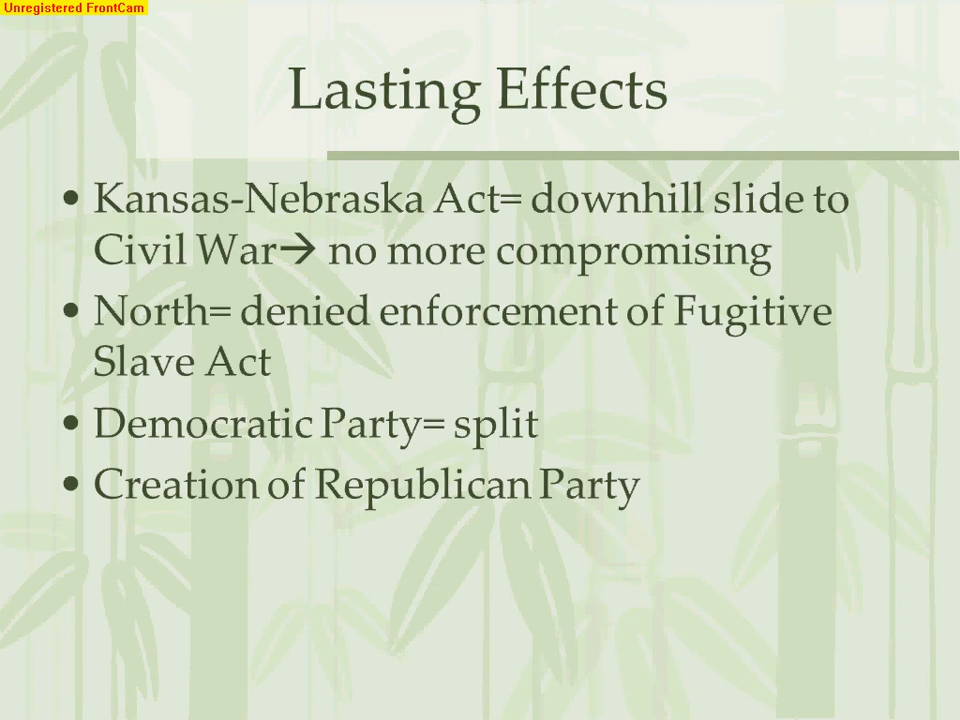 Unregistered FrontCam
Lasting Effects
• Kansas-Nebraska Act= downhill slide to
Civil War→ no more compromising
• North= denied enforcement of Fugitive
Slave Act
• Democratic Party= split
• Creation of Republican Party